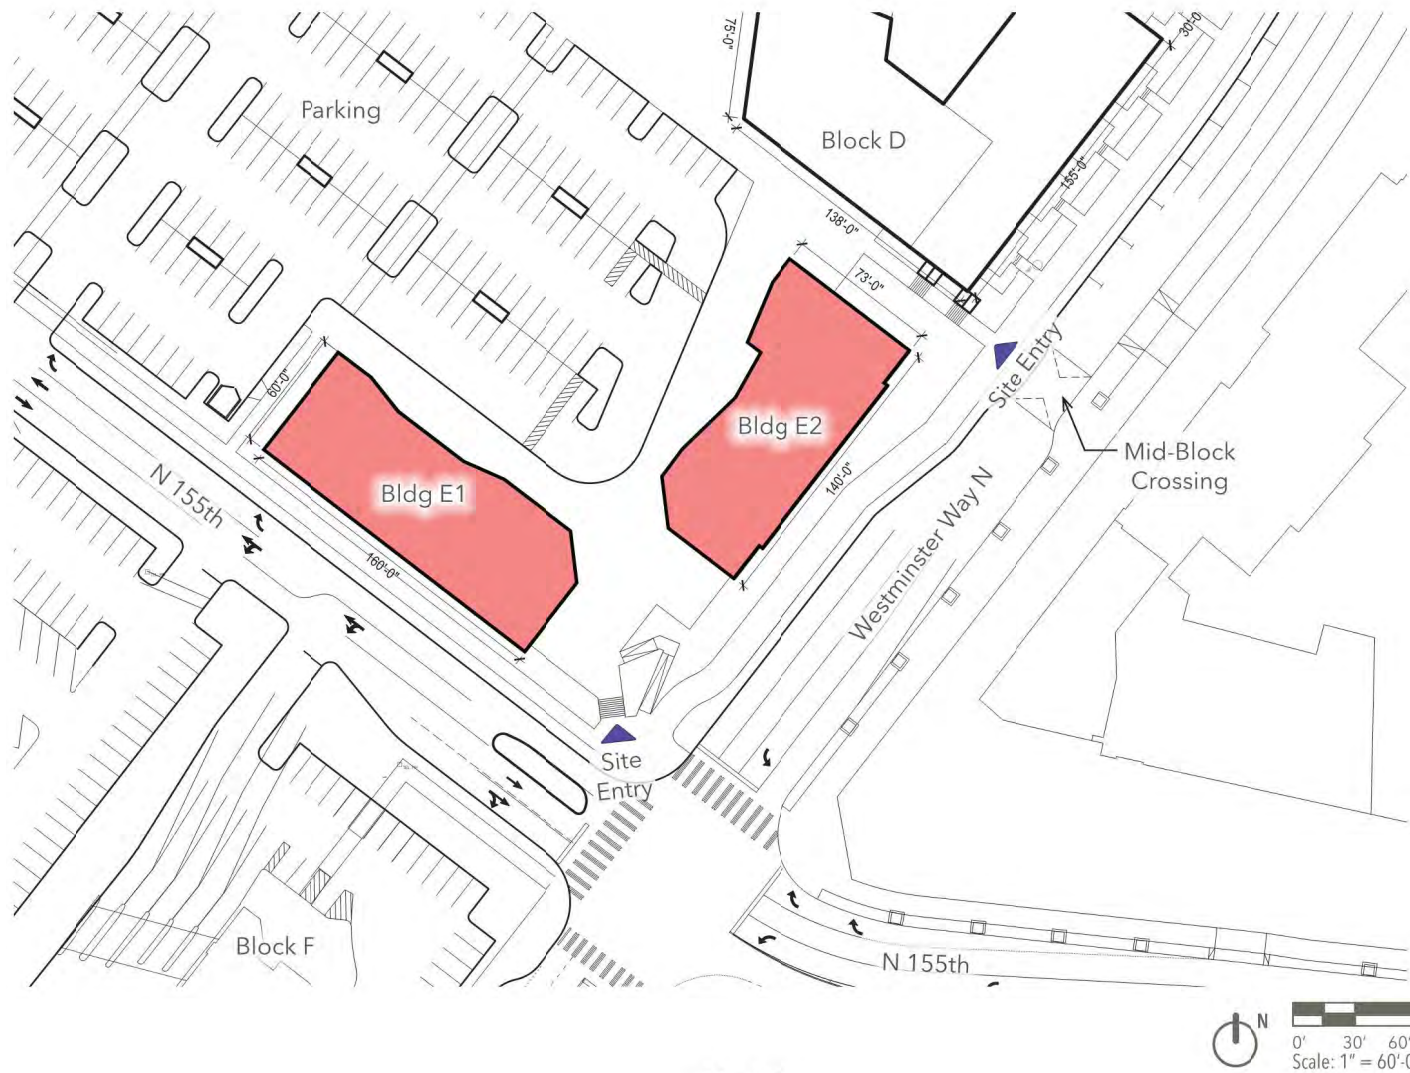 75'-0"
30'-0
Parking
Block D
155'-0"
138'-0"
73'-0"
Site Entry
60'-0"
Bldg E2
Mid-Block
Crossing
Bldg E1
140'-0"
N 155th
160'-0"
Westminster Way N
Site
Entry
Block F
N 155th
N
0' 30' 60'
Scale: 1" = 60'-0